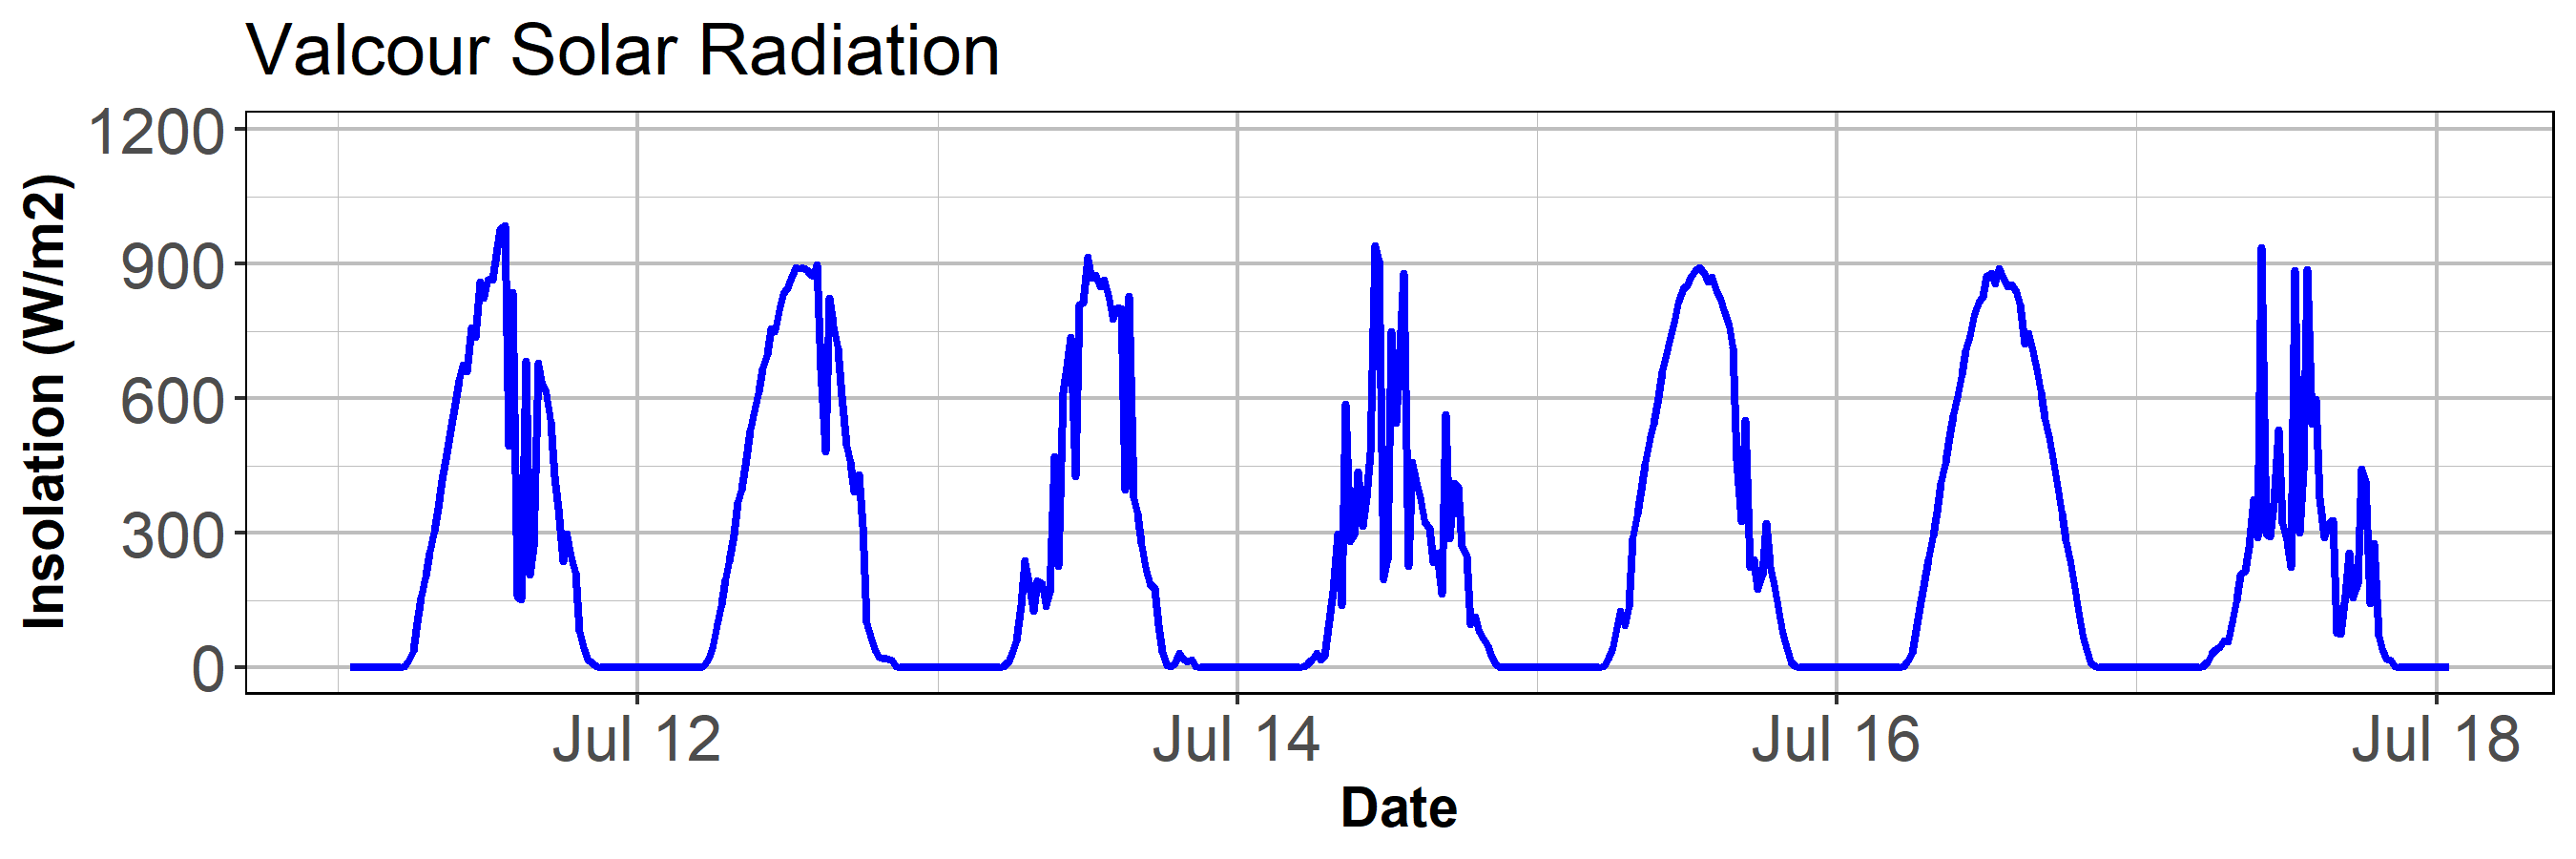 Valcour Solar Radiation
1200
900
600
300
0
Insolation (W/m2)
Jul 12 Jul 14 Jul 16 Jul 18
Date